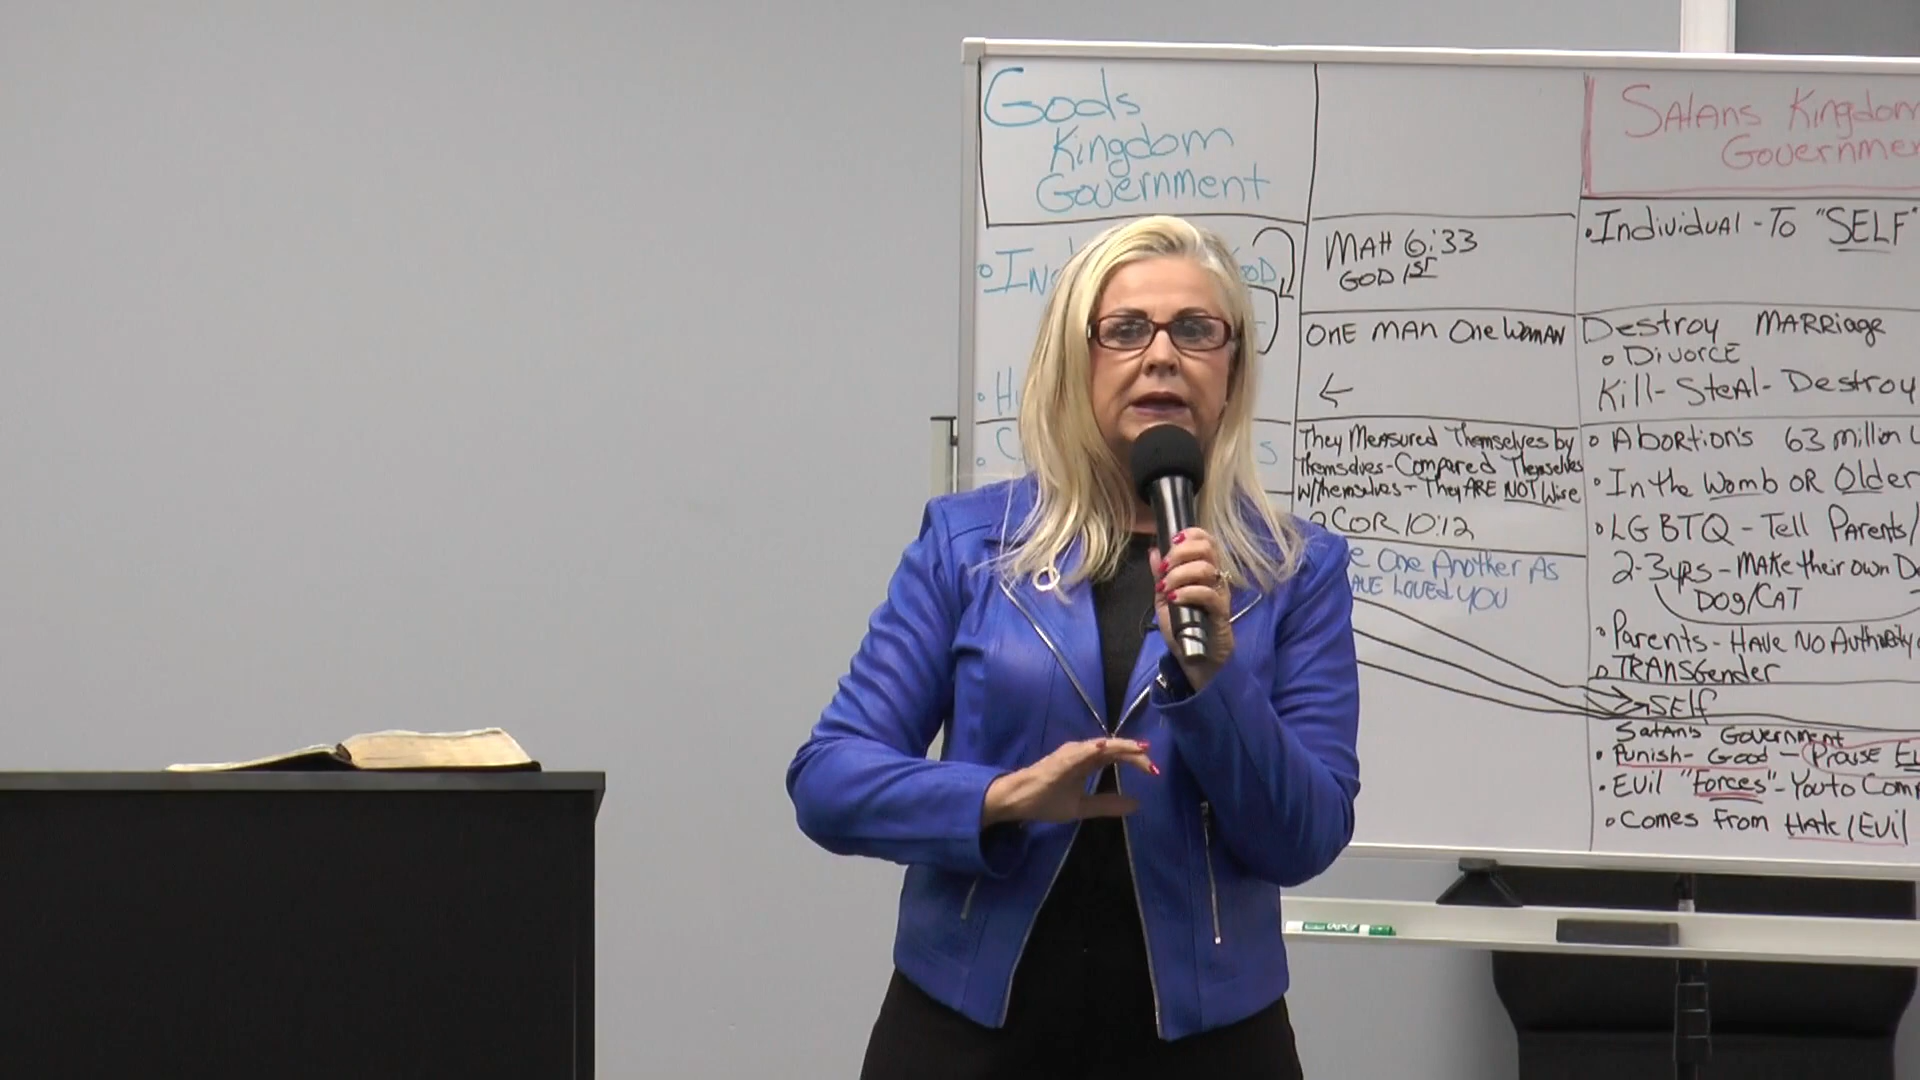 Gods
Kingdom
Government
MAtt 6:33
GOD 1st
ONE MAN One WOMAN
←
They Measured Themselves by
Themselves-Compared Themselves
w/themselves - They ARE NOT Wise
2 COR 10:12
One Another As
LOVEd YOU
SAtANs Kingdom
Governme
•IndividuAl - To "SELF"
Destroy MARRiage
• Divorce
Kill- SteAl- Destroy
• AbortIon's 63 million
• In the Womb OR Older
• LGBTQ - Tell Parents/
2-3yrs - MAKe their own D
DOg/CAT
• Parents - HAVe NO Authority
• TRANSGender
→ SElf
Satan's Government
• Punish- Good - Praise
• EVil "Forces" - You to Com
• Comes From HAte/EVil